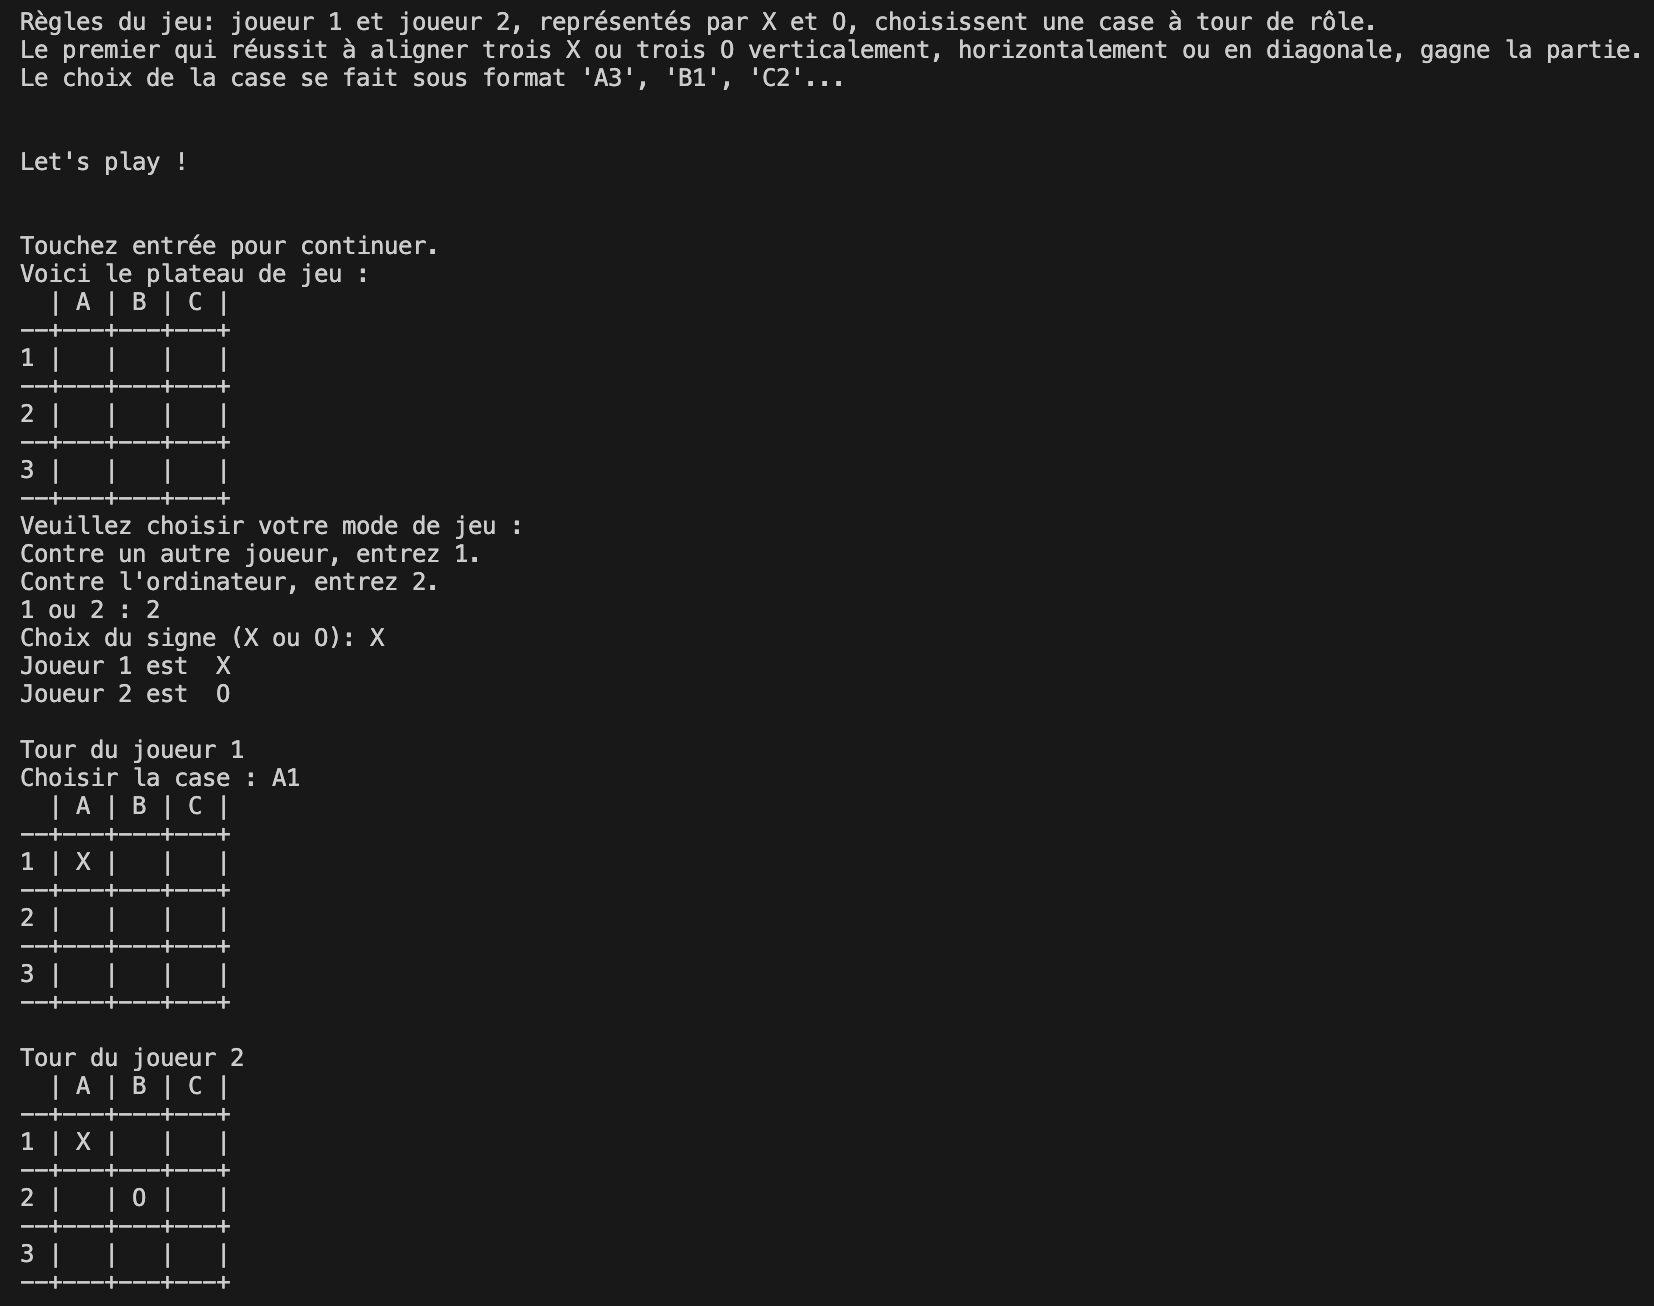 Règles du jeu: joueur 1 et joueur 2, représentés par X et O, choisissent une case à tour de rôle.
Le premier qui réussit à aligner trois X ou trois O verticalement, horizontalement ou en diagonale, gagne la partie.
Le choix de la case se fait sous format 'A3', 'B1', 'C2'...
Let's play !
Touchez entrée pour continuer.
Voici le plateau de jeu :
  | A | B | C |
--+---+---+---+
1 |   |   |   |
--+---+---+---+
2 |   |   |   |
--+---+---+---+
3 |   |   |   |
--+---+---+---+
Veuillez choisir votre mode de jeu :
Contre un autre joueur, entrez 1.
Contre l'ordinateur, entrez 2.
1 ou 2 : 2
Choix du signe (X ou O): X
Joueur 1 est  X
Joueur 2 est  O
Tour du joueur 1
Choisir la case : A1
  | A | B | C |
--+---+---+---+
1 | X |   |   |
--+---+---+---+
2 |   |   |   |
--+---+---+---+
3 |   |   |   |
--+---+---+---+
Tour du joueur 2
  | A | B | C |
--+---+---+---+
1 | X |   |   |
--+---+---+---+
2 |   | O |   |
--+---+---+---+
3 |   |   |   |
--+---+---+---+